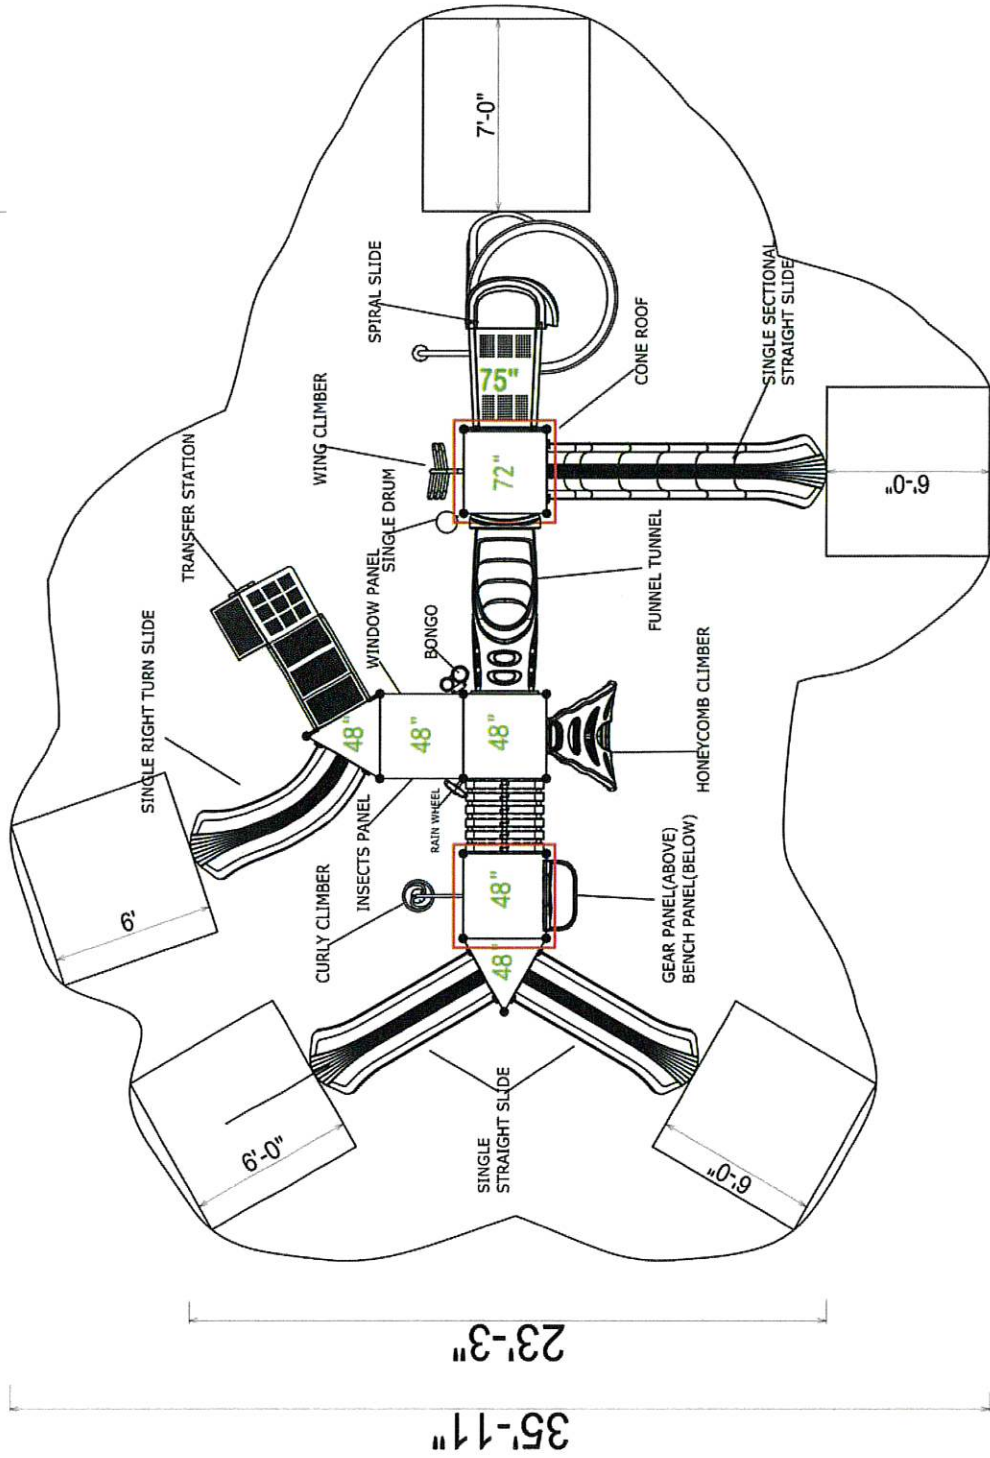 35'-11"
23'-3"
6'-0"
6'-0"
SINGLE
STRAIGHT SLIDE
6'
CURLY CLIMBER
48"
48"
GEAR PANEL(ABOVE)
BENCH PANEL(BELOW)
INSECTS PANEL
RAIN WHEEL
SINGLE RIGHT TURN SLIDE
48"
48"
48"
HONEYCOMB CLIMBER
WINDOW PANEL
BONGO
TRANSFER STATION
SINGLE DRUM
FUNNEL TUNNEL
WING CLIMBER
72"
CONE ROOF
75"
SPIRAL SLIDE
SINGLE SECTIONAL
STRAIGHT SLIDE
6'-0"
7'-0"